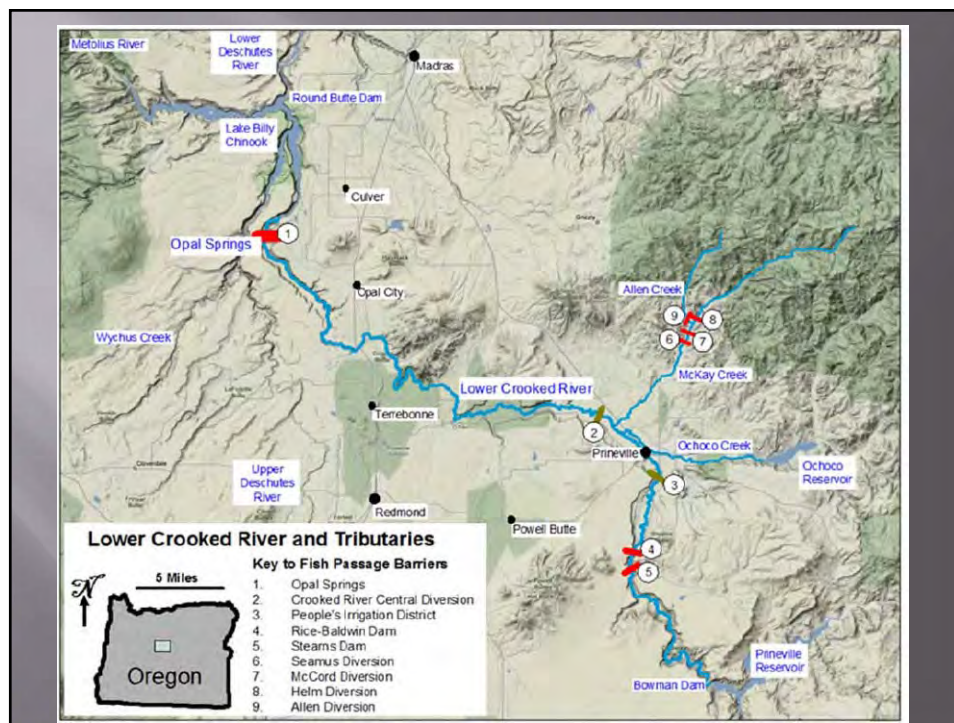 Metolius River
Lower
Deschutes
River
Madras
Round Butte Dam
Lake Billy
Chinook
Culver
Opal Springs
1
Opal City
Allen Creek
9
8
6
7
McKay Creek
Wychus Creek
Lower Crooked River
Terrebonne
2
Prineville
Ochoco Creek
Ochoco
Reservoir
Cloverdale
Upper
Deschutes
River
3
Redmond
Powell Butte
4
5
Prineville
Reservoir
Bowman Dam
Lower Crooked River and Tributaries
N
5 Miles
Oregon
Key to Fish Passage Barriers
1. Opal Springs
2. Crooked River Central Diversion
3. People's Irrigation District
4. Rice-Baldwin Dam
5. Stearns Dam
6. Seamus Diversion
7. McCord Diversion
8. Helm Diversion
9. Allen Diversion